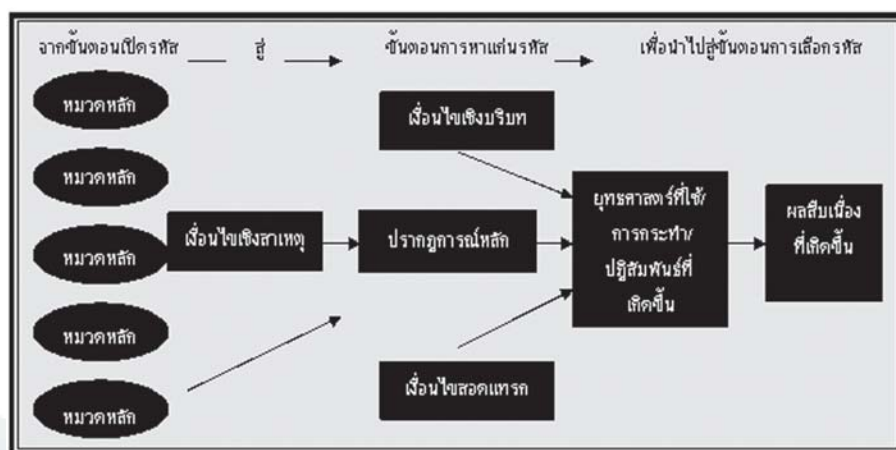 จากขั้นตอนเปิดรหัส สู่ ขั้นตอนการหาแก่นรหัส เพื่อนำไปสู่ขั้นตอนการเลือกรหัส
หมวดหลัก
หมวดหลัก
หมวดหลัก
หมวดหลัก
หมวดหลัก
เงื่อนไขเชิงสาเหตุ
เงื่อนไขเชิงบริบท
ปรากฎการณ์หลัก
เงื่อนไขสอดแทรก
ยุทธศาสตร์ที่ใช้/
การกระทำ/
ปฎิสัมพันธ์ที่
เกิดขึ้น
ผลสืบเนื่อง
ที่เกิดขึ้น